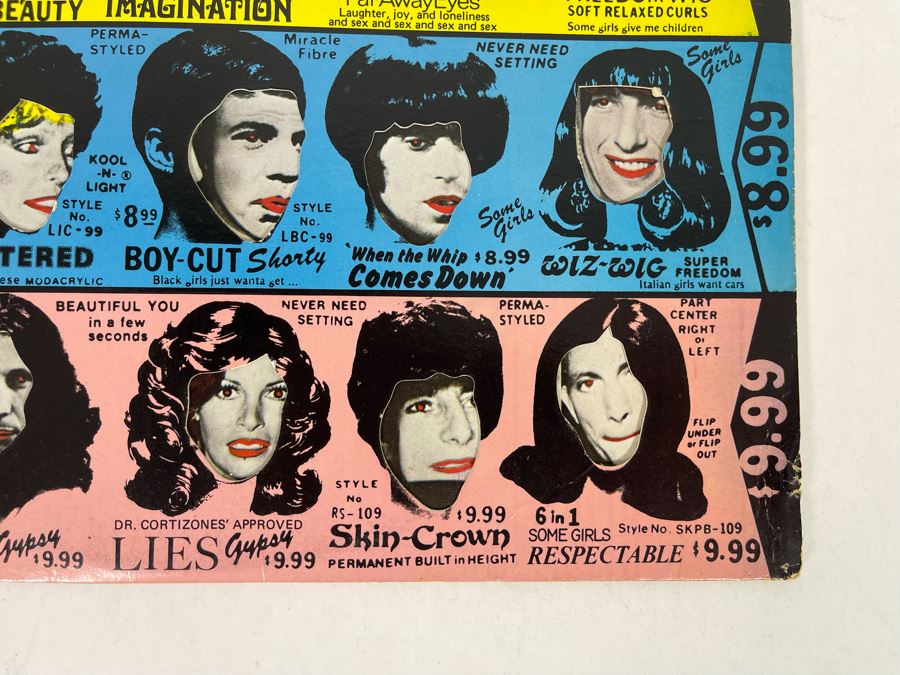 BEAUTY IMAGINATION
Far Away Eyes
Laughter, joy, and loneliness
and sex and sex and sex and sex
SOFT RELAXED CURLS
Some girls give me children
PERMA-
STYLED
KOOL
-N- ®
LIGHT
STYLE
No.
LIC-99
TERED
ese MODACRYLIC
Miracle
Fibre
$8 99
STYLE
No.
LBC-99
BOY-CUT Shorty
Black girls just wanta get ...
NEVER NEED
SETTING
Some
Girls
'When the Whip $8.99
Comes Down'
Some
Girls
WIZ-WIG SUPER
FREEDOM
Italian girls want cars
$8.99
Gypsy
$9.99
BEAUTIFUL YOU
in a few
seconds
DR. CORTIZONES' APPROVED
LIES Gypsy
$9.99
NEVER NEED
SETTING
STYLE
No
RS-109
$9.99
Skin-Crown
PERMANENT BUILT in HEIGHT
PERMA-
STYLED
PART
CENTER
RIGHT
or
LEFT
FLIP
UNDER
or FLIP
OUT
6 in 1
SOME GIRLS Style No. SKPB-109
RESPECTABLE $9.99
$9.99